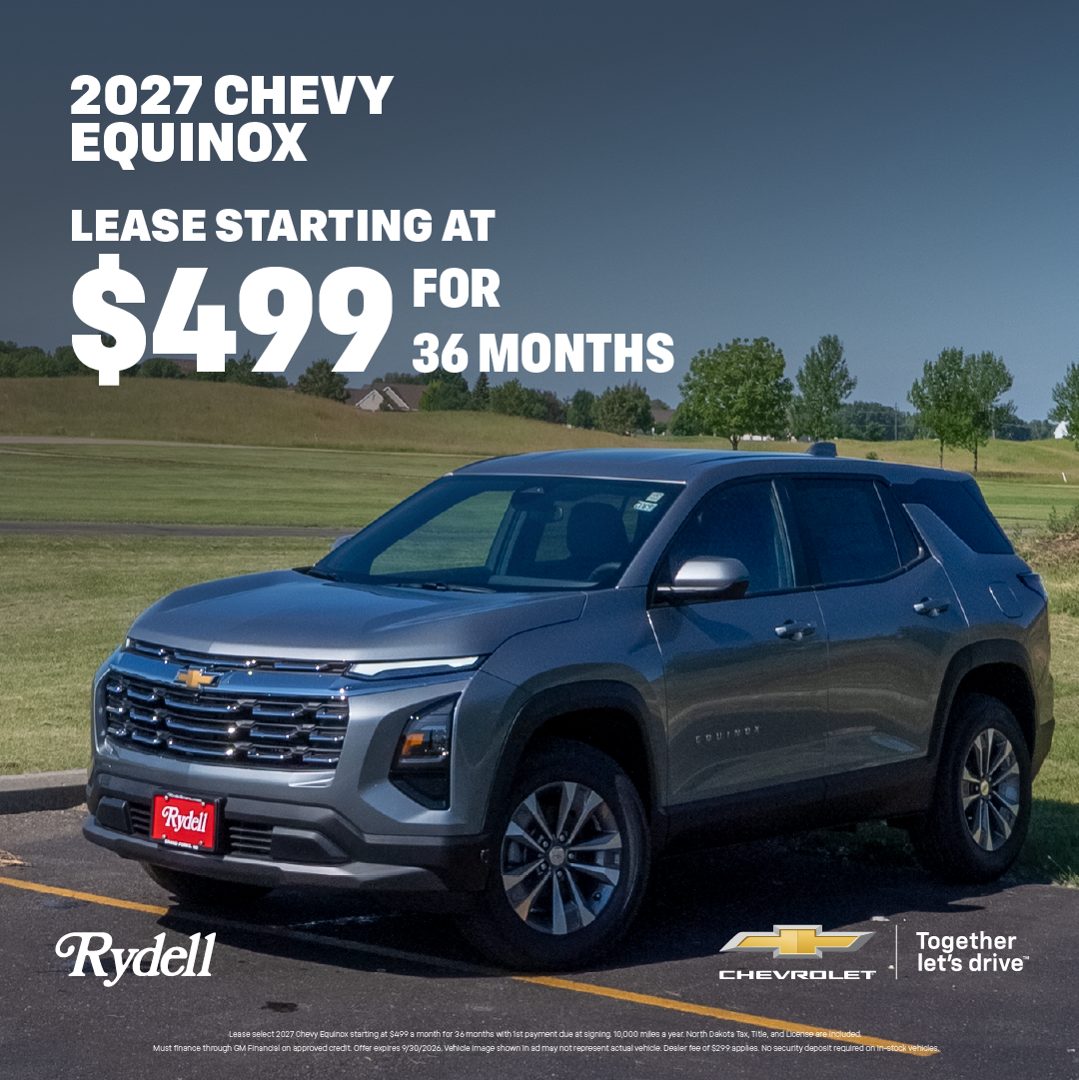 2027 CHEVY
EQUINOX
LEASE STARTING AT
$499 FOR
36 MONTHS
EQUINOX
Rydell
Rydell
CHEVROLET
Together
let's drive™
Lease select 2027 Chevy Equinox starting at $499 a month for 36 months with 1st payment due at signing. 10,000 miles a year. North Dakota Tax, Title, and License are included.
Must finance through GM Financial on approved credit. Offer expires 9/30/2026. Vehicle image shown in ad may not represent actual vehicle. Dealer fee of $299 applies. No security deposit required on in-stock vehicles.